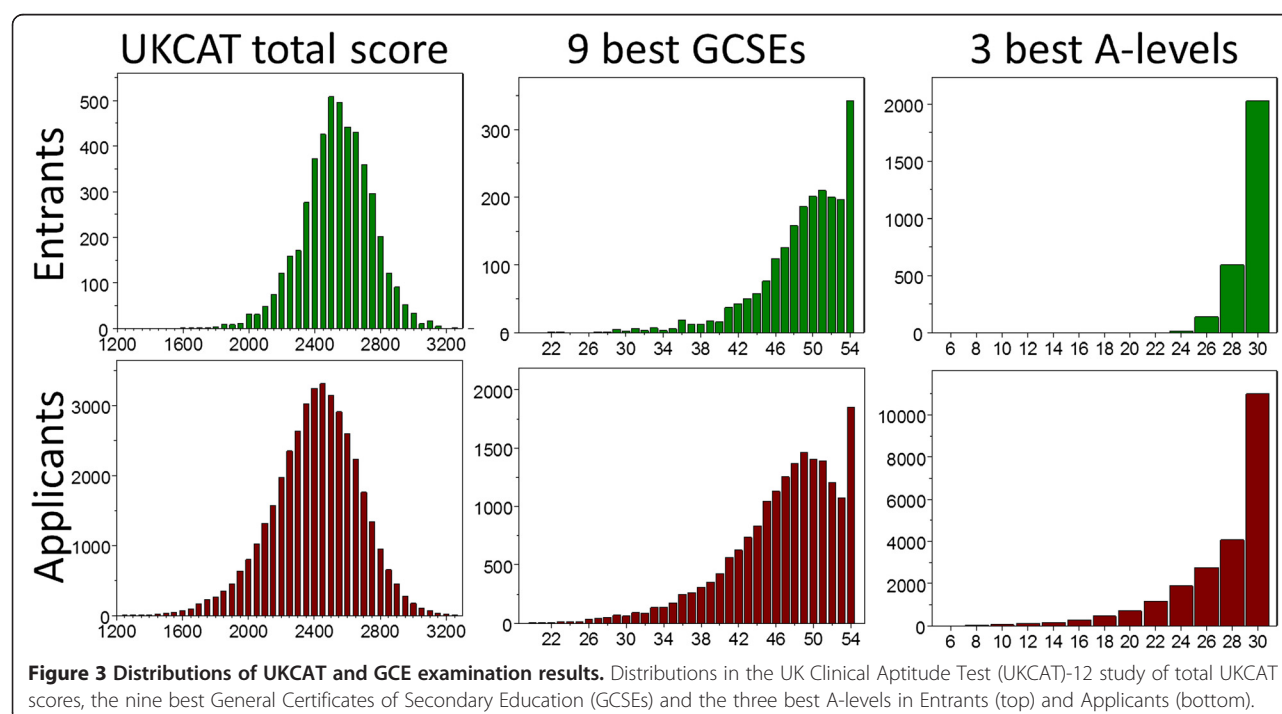 UKCAT total score
9 best GCSEs
3 best A-levels
Entrants
500
400
300
200
100
0
1200 1600 2000 2400 2800 3200
300
200
100
0
22 26 30 34 38 42 46 50 54
2000
1500
1000
500
0
6 8 10 12 14 16 18 20 22 24 26 28 30
Applicants
3000
2000
1000
0
1200 1600 2000 2400 2800 3200
2000
1500
1000
500
0
22 26 30 34 38 42 46 50 54
10000
8000
6000
4000
2000
0
6 8 10 12 14 16 18 20 22 24 26 28 30
Figure 3 Distributions of UKCAT and GCE examination results. Distributions in the UK Clinical Aptitude Test (UKCAT)-12 study of total UKCAT
scores, the nine best General Certificates of Secondary Education (GCSEs) and the three best A-levels in Entrants (top) and Applicants (bottom).